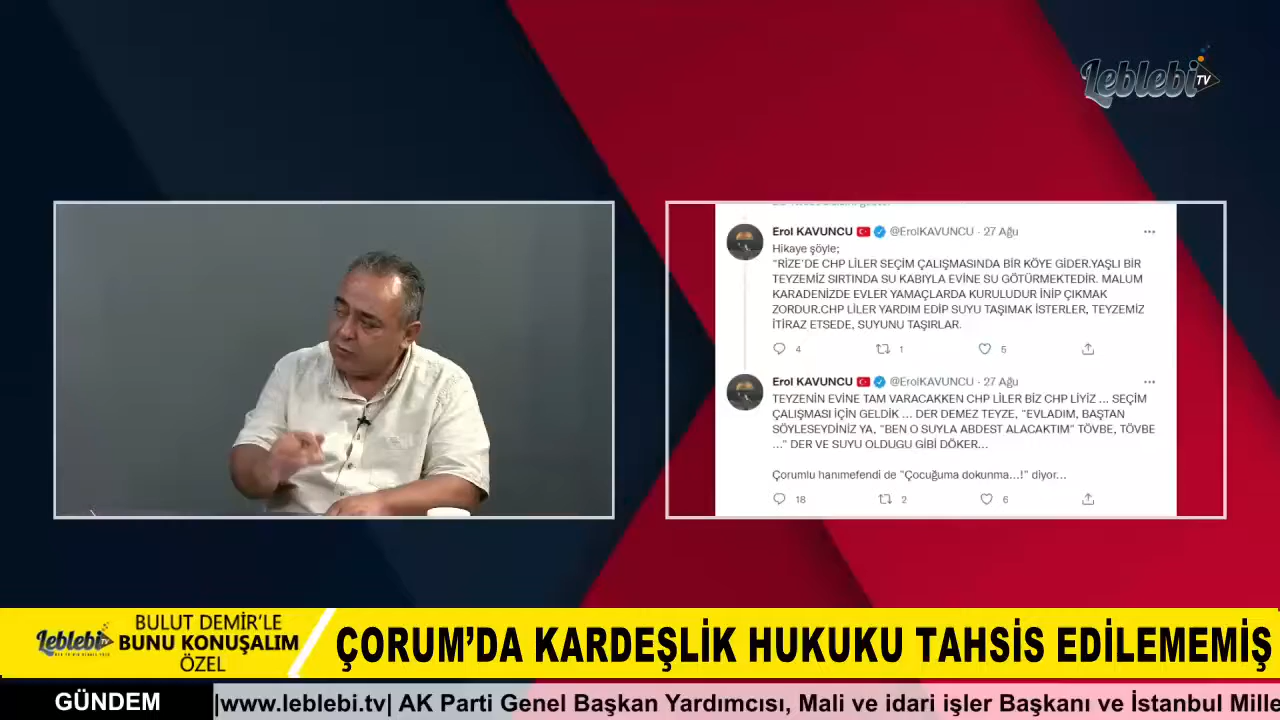 Leblebi TV
Erol KAVUNCU @ErolKAVUNCU · 27 Ağu
Hikaye şöyle;
"RİZE'DE CHP LİLER SEÇİM ÇALIŞMASINDA BİR KÖYE GİDER.YAŞLI BİR
TEYZEMİZ SIRTINDA SU KABIYLA EVİNE SU GÖTÜRMEKTEDİR. MALUM
KARADENİZDE EVLER YAMAÇLARDA KURULUDUR İNİP ÇIKMAK
ZORDUR.CHP LİLER YARDIM EDİP SUYU TAŞIMAK İSTERLER, TEYZEMİZ
İTİRAZ ETSEDE, SUYUNU TAŞIRLAR.
4 1 5
Erol KAVUNCU @ErolKAVUNCU · 27 Ağu
TEYZENİN EVİNE TAM VARACAKKEN CHP LİLER BİZ CHP LİYİZ ... SEÇİM
ÇALIŞMASI İÇİN GELDİK ... DER DEMEZ TEYZE, "EVLADIM, BAŞTAN
SÖYLESEYDİNİZ YA, "BEN O SUYLA ABDEST ALACAKTIM" TÖVBE, TÖVBE
..." DER VE SUYU OLDUGU GİBİ DÖKER...
Çorumlu hanımefendi de "Çocuğuma dokunma...!" diyor...
18 2 6
Leblebi TV
BULUT DEMİR'LE
BUNU KONUŞALIM
ÖZEL
ÇORUM'DA KARDEŞLİK HUKUKU TAHSİS EDİLEMEMİŞ
GÜNDEM
|www.leblebi.tv| AK Parti Genel Başkan Yardımcısı, Mali ve idari işler Başkanı ve İstanbul Mille